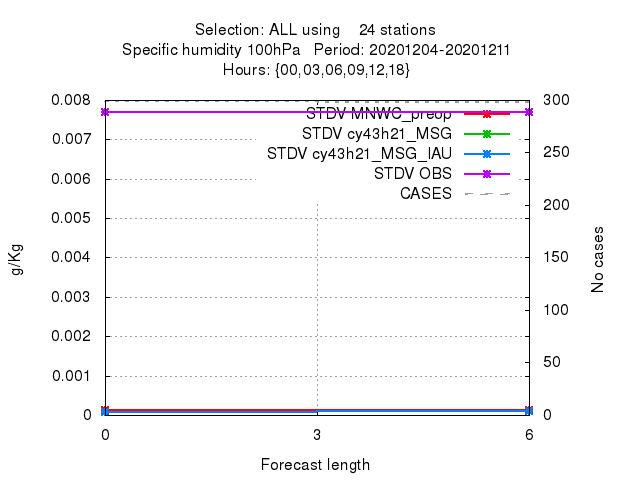 Selection: ALL using    24 stations
Specific humidity 100hPa   Period: 20201204-20201211
Hours: {00,03,06,09,12,18}
0.008
0.007
0.006
0.005
0.004
0.003
0.002
0.001
0
300
250
200
150
100
50
0
STDV MNWC_preop
STDV cy43h21_MSG
STDV cy43h21_MSG_IAU
STDV OBS
CASES
g/Kg
No cases
0
3
6
Forecast length